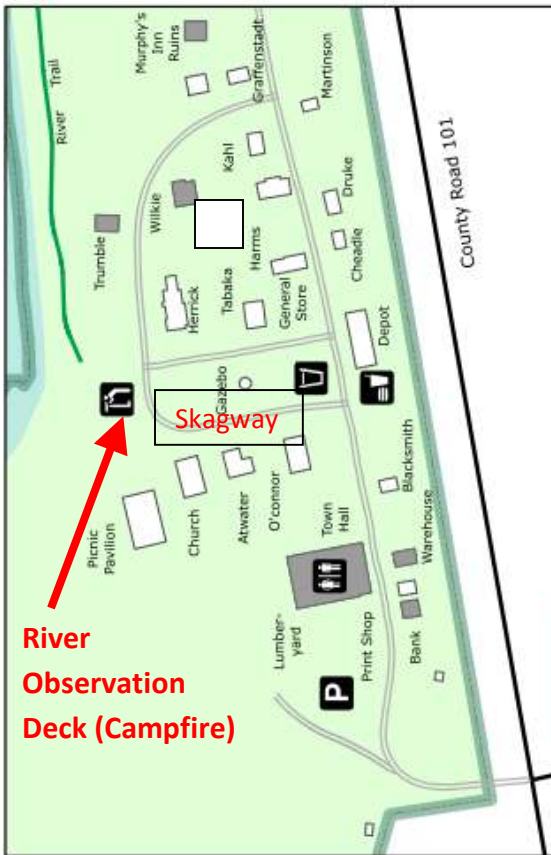 Murphy's
Inn
Ruins
Graffenstadt
Martinson
River
Trail
Kahl
Wilkie
Trumble
Druke
Harms
Cheadle
County Road 101
Tabaka
Herrick
General
Store
Depot
Gazebo
Skagway
Picnic
Pavilion
Church
Atwater
O'connor
Blacksmith
Town
Hall
Warehouse
River
Observation
Deck (Campfire)
Lumber-
yard
Print Shop
Bank
P